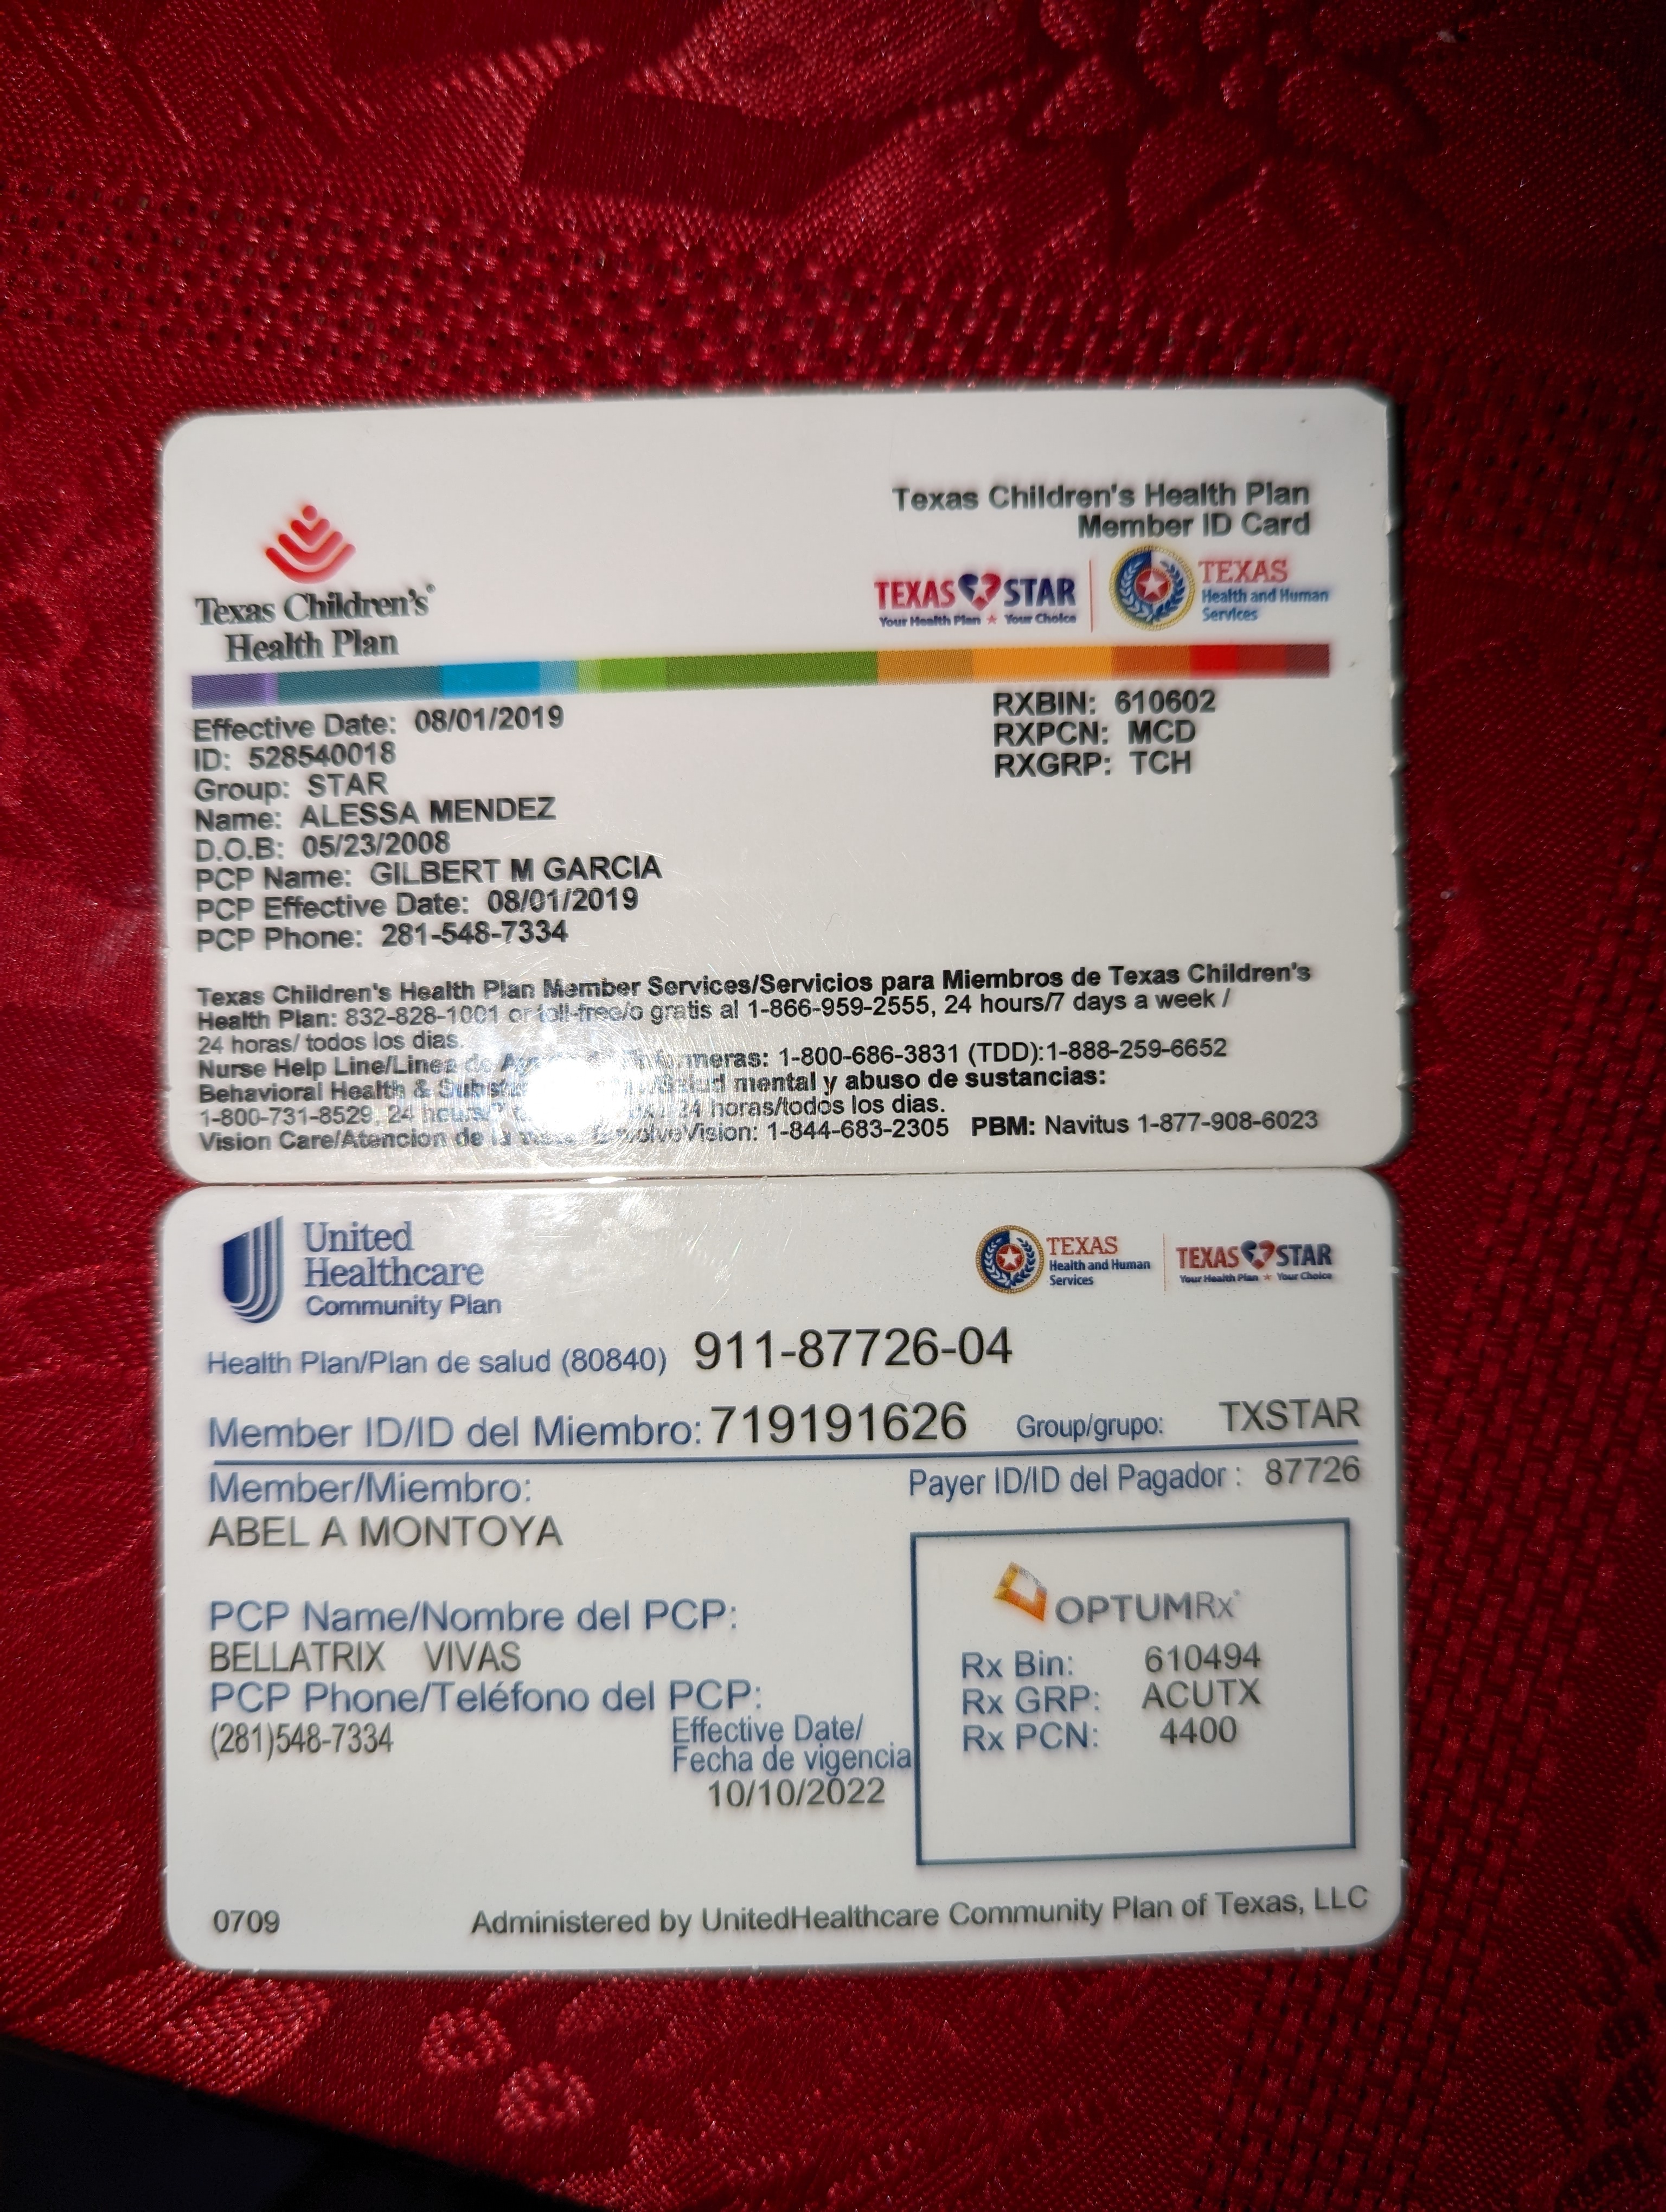 Texas Children's Health Plan
Member ID Card
Texas Children's®
Health Plan
TEXAS STAR
Your Health Plan ★ Your Choice
TEXAS
Health and Human
Services
Effective Date: 08/01/2019
ID: 528540018
Group: STAR
Name: ALESSA MENDEZ
D.O.B: 05/23/2008
PCP Name: GILBERT M GARCIA
PCP Effective Date: 08/01/2019
PCP Phone: 281-548-7334
RXBIN: 610602
RXPCN: MCD
RXGRP: TCH
Texas Children's Health Plan Member Services/Servicios para Miembros de Texas Children's
Health Plan: 832-828-1001 or toll-free/o gratis al 1-866-959-2555, 24 hours/7 days a week /
24 horas/ todos los dias.
Nurse Help Line/Linea de 1-800-686-3831 (TDD):1-888-259-6652
Behavioral Health & mental y abuso de sustancias:
1-800-731-8529, 24 24 horas/todos los dias.
Vision Care/Atencion de la 1-844-683-2305 PBM: Navitus 1-877-908-6023
United
Healthcare
Community Plan
TEXAS
Health and Human
Services
TEXAS STAR
Your Health Plan ★ Your Choice
Health Plan/Plan de salud (80840) 911-87726-04
Member ID/ID del Miembro: 719191626 Group/grupo: TXSTAR
Member/Miembro:
ABEL A MONTOYA
Payer ID/ID del Pagador : 87726
PCP Name/Nombre del PCP:
BELLATRIX VIVAS
PCP Phone/Teléfono del PCP:
(281)548-7334
Effective Date/
Fecha de vigencia
10/10/2022
OPTUMRx®
Rx Bin: 610494
Rx GRP: ACUTX
Rx PCN: 4400
0709 Administered by UnitedHealthcare Community Plan of Texas, LLC